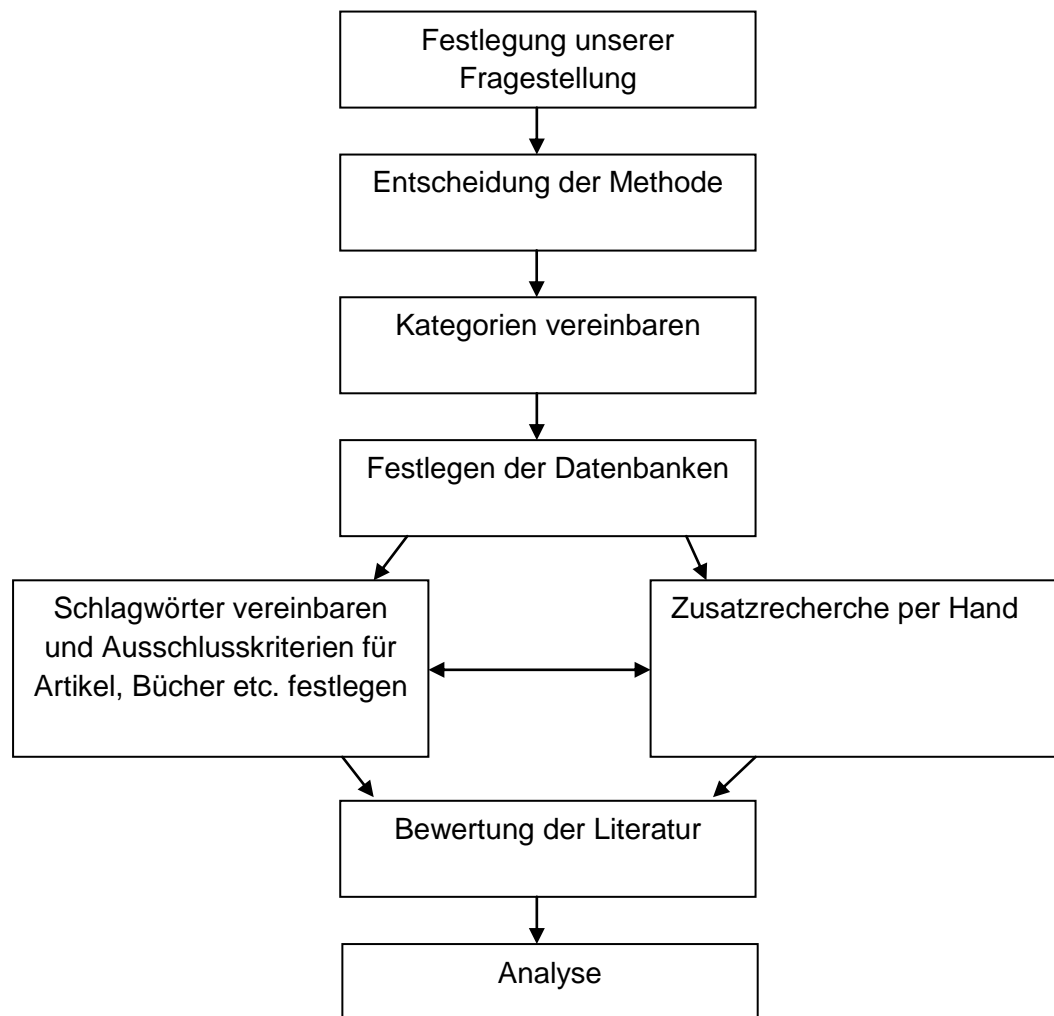 Festlegung unserer
Fragestellung
Entscheidung der Methode
Kategorien vereinbaren
Festlegen der Datenbanken
Schlagwörter vereinbaren
und Ausschlusskriterien für
Artikel, Bücher etc. festlegen
Zusatzrecherche per Hand
Bewertung der Literatur
Analyse